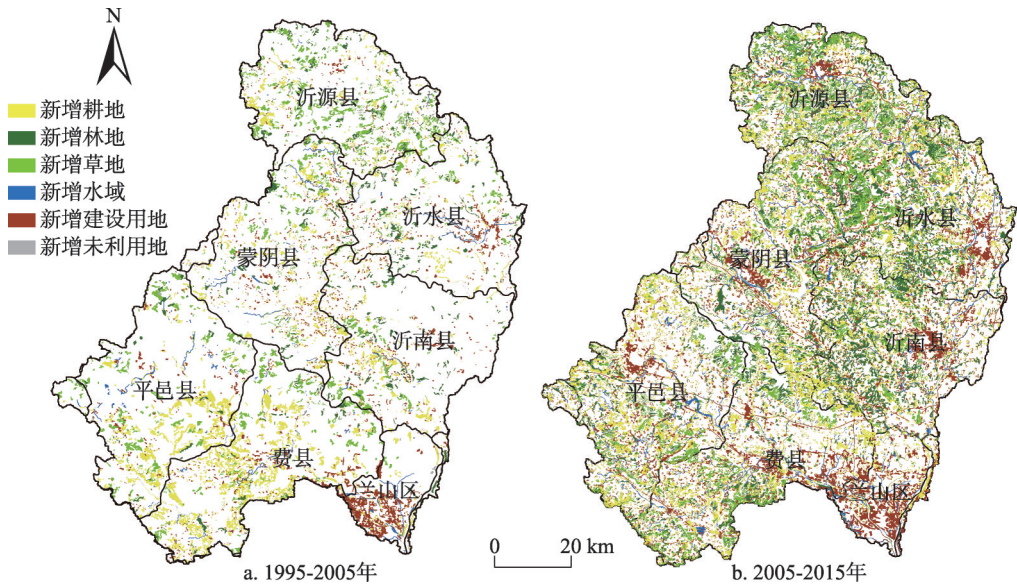 N
新增耕地
新增林地
新增草地
新增水域
新增建设用地
新增未利用地
沂源县
沂水县
蒙阴县
沂南县
平邑县
费县
兰山区
沂源县
沂水县
蒙阴县
沂南县
平邑县
费县
兰山区
0 20 km
a. 1995-2005年
b. 2005-2015年